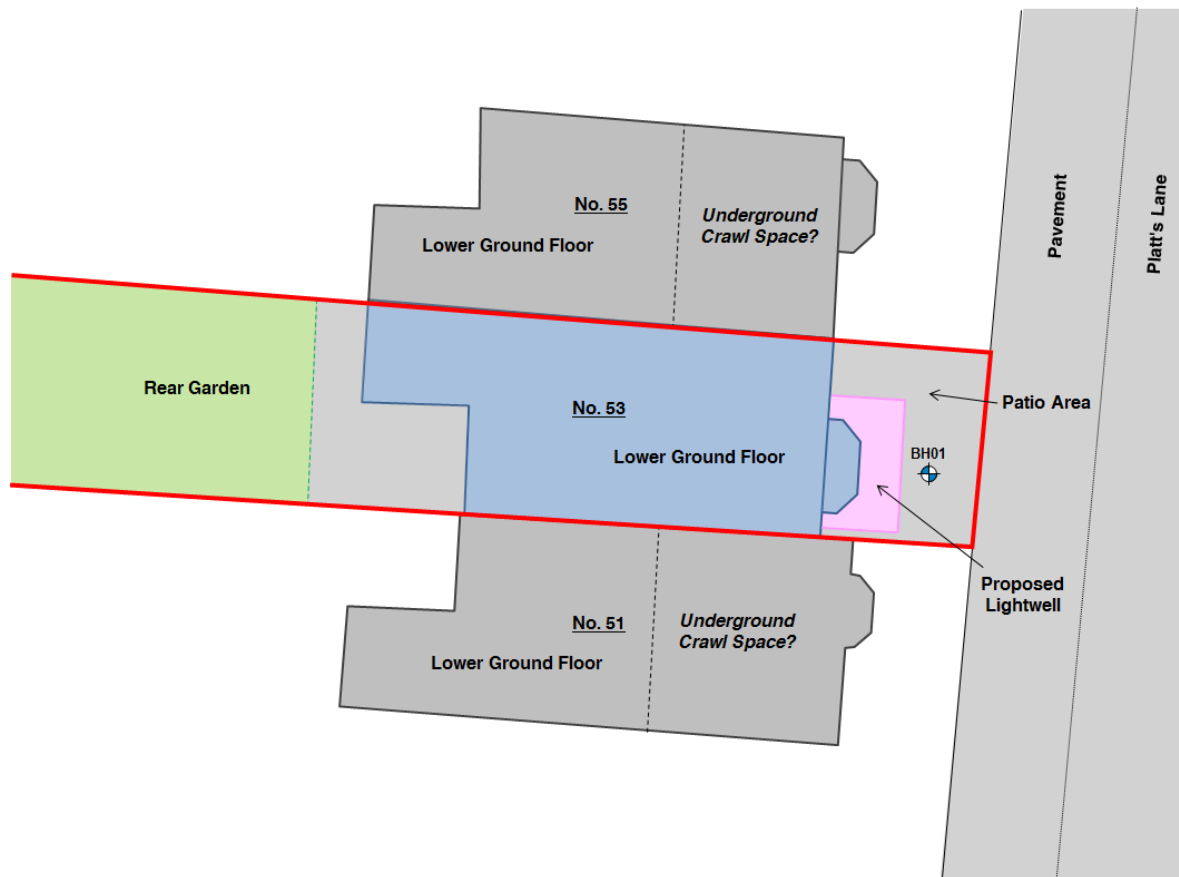 No. 55
Underground
Crawl Space?
Lower Ground Floor
Pavement
Platt's Lane
Rear Garden
No. 53
Lower Ground Floor
Patio Area
BH01
Proposed
Lightwell
No. 51
Underground
Crawl Space?
Lower Ground Floor